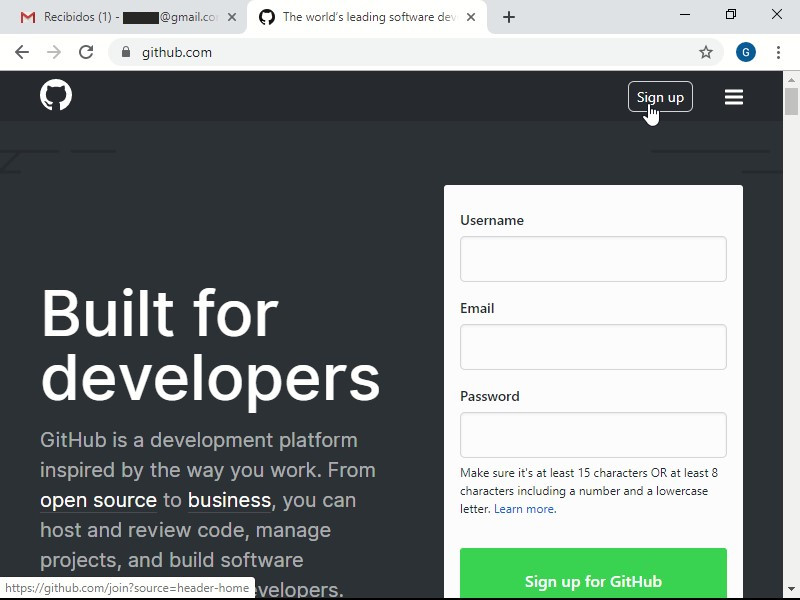 Recibidos (1) - @gmail.co
The world's leading software dev
github.com
G
Sign up
Username
Email
Password
Make sure it's at least 15 characters OR at least 8
characters including a number and a lowercase
letter. Learn more.
Sign up for GitHub
Built for
developers
GitHub is a development platform
inspired by the way you work. From
open source to business, you can
host and review code, manage
projects, and build software
evelopers.
https://github.com/join?source=header-home